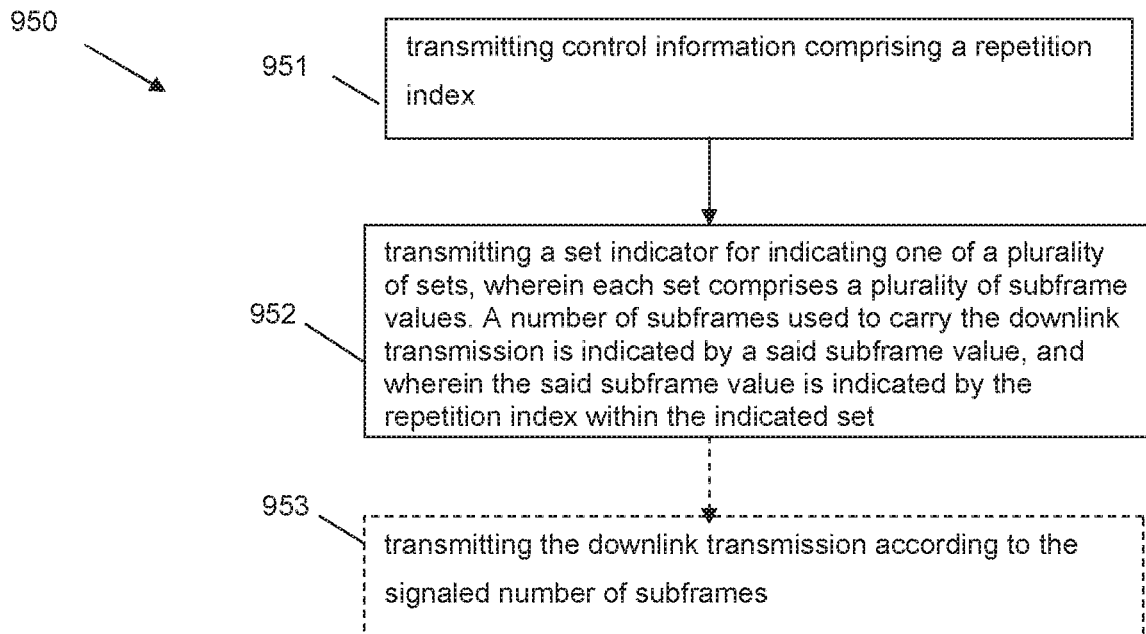 950
951
transmitting control information comprising a repetition
index
952
transmitting a set indicator for indicating one of a plurality
of sets, wherein each set comprises a plurality of subframe
values. A number of subframes used to carry the downlink
transmission is indicated by a said subframe value, and
wherein the said subframe value is indicated by the
repetition index within the indicated set
953
transmitting the downlink transmission according to the
signaled number of subframes